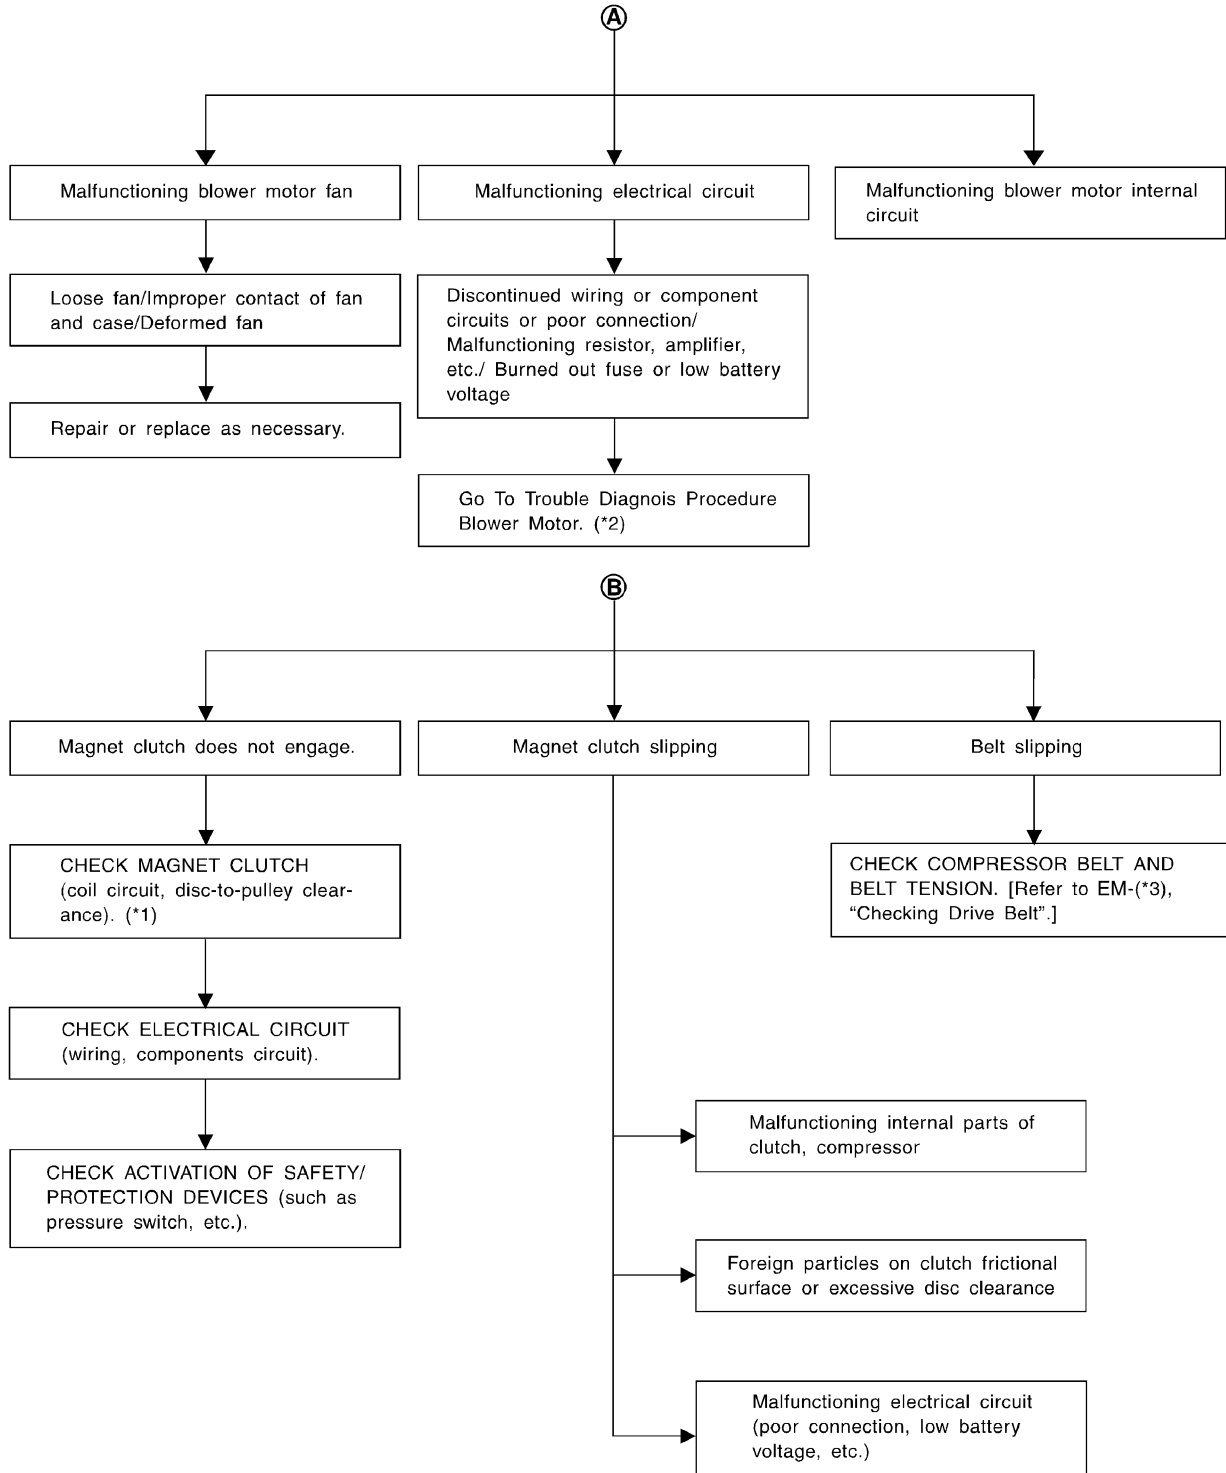 A
Malfunctioning blower motor fan
Malfunctioning electrical circuit
Malfunctioning blower motor internal
circuit
Loose fan/Improper contact of fan
and case/Deformed fan
Discontinued wiring or component
circuits or poor connection/
Malfunctioning resistor, amplifier,
etc./ Burned out fuse or low battery
voltage
Repair or replace as necessary.
Go To Trouble Diagnois Procedure
Blower Motor. (*2)
B
Magnet clutch does not engage.
Magnet clutch slipping
Belt slipping
CHECK MAGNET CLUTCH
(coil circuit, disc-to-pulley clear-
ance). (*1)
CHECK COMPRESSOR BELT AND
BELT TENSION. [Refer to EM-(*3),
“Checking Drive Belt”.]
CHECK ELECTRICAL CIRCUIT
(wiring, components circuit).
CHECK ACTIVATION OF SAFETY/
PROTECTION DEVICES (such as
pressure switch, etc.).
Malfunctioning internal parts of
clutch, compressor
Foreign particles on clutch frictional
surface or excessive disc clearance
Malfunctioning electrical circuit
(poor connection, low battery
voltage, etc.)